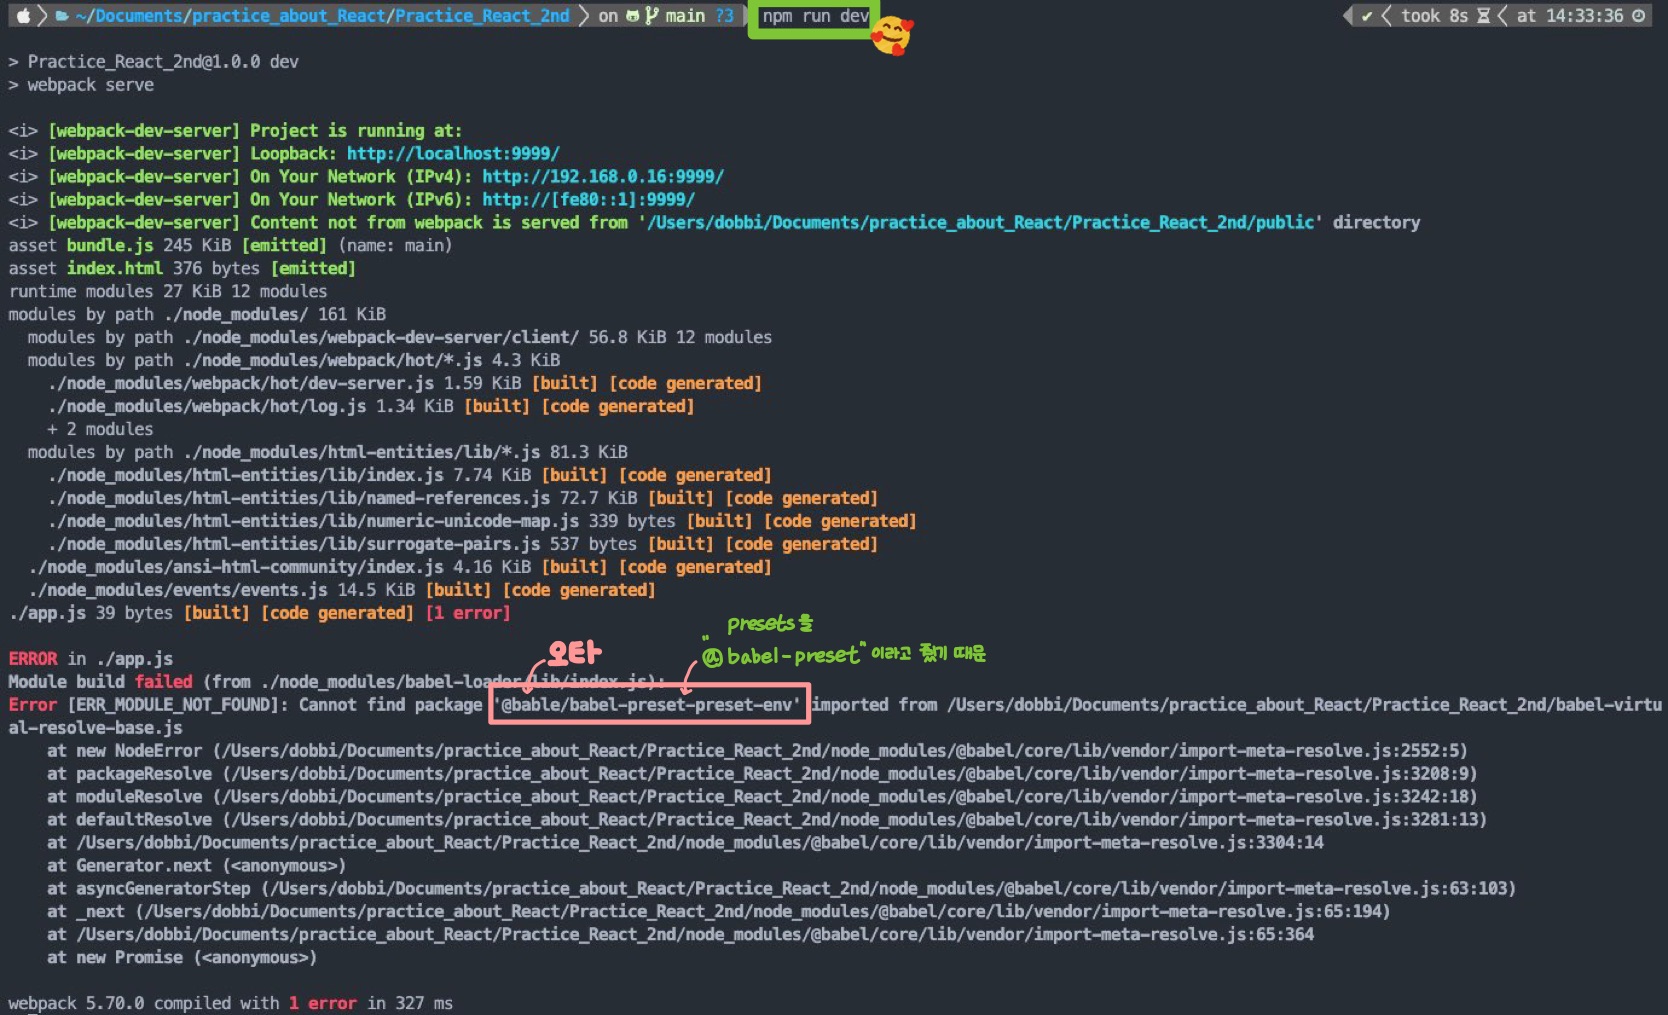 ~/Documents/practice_about_React/Practice_React_2nd on main ?3 npm run dev ✔ took 8s at 14:33:36
> Practice_React_2nd@1.0.0 dev
> webpack serve
<i> [webpack-dev-server] Project is running at:
<i> [webpack-dev-server] Loopback: http://localhost:9999/
<i> [webpack-dev-server] On Your Network (IPv4): http://192.168.0.16:9999/
<i> [webpack-dev-server] On Your Network (IPv6): http://[fe80::1]:9999/
<i> [webpack-dev-server] Content not from webpack is served from '/Users/dobbi/Documents/practice_about_React/Practice_React_2nd/public' directory
asset bundle.js 245 KiB [emitted] (name: main)
asset index.html 376 bytes [emitted]
runtime modules 27 KiB 12 modules
modules by path ./node_modules/ 161 KiB
modules by path ./node_modules/webpack-dev-server/client/ 56.8 KiB 12 modules
modules by path ./node_modules/webpack/hot/*.js 4.3 KiB
./node_modules/webpack/hot/dev-server.js 1.59 KiB [built] [code generated]
./node_modules/webpack/hot/log.js 1.34 KiB [built] [code generated]
+ 2 modules
modules by path ./node_modules/html-entities/lib/*.js 81.3 KiB
./node_modules/html-entities/lib/index.js 7.74 KiB [built] [code generated]
./node_modules/html-entities/lib/named-references.js 72.7 KiB [built] [code generated]
./node_modules/html-entities/lib/numeric-unicode-map.js 339 bytes [built] [code generated]
./node_modules/html-entities/lib/surrogate-pairs.js 537 bytes [built] [code generated]
./node_modules/ansi-html-community/index.js 4.16 KiB [built] [code generated]
./node_modules/events/events.js 14.5 KiB [built] [code generated]
./app.js 39 bytes [built] [code generated] [1 error]
presets를
오타
"@babel-preset"이라고 줬기 때문
ERROR in ./app.js
Module build failed (from ./node_modules/babel-loader/lib/index.js):
Error [ERR_MODULE_NOT_FOUND]: Cannot find package '@bable/babel-preset-preset-env' imported from /Users/dobbi/Documents/practice_about_React/Practice_React_2nd/babel-virtu
al-resolve-base.js
at new NodeError (/Users/dobbi/Documents/practice_about_React/Practice_React_2nd/node_modules/@babel/core/lib/vendor/import-meta-resolve.js:2552:5)
at packageResolve (/Users/dobbi/Documents/practice_about_React/Practice_React_2nd/node_modules/@babel/core/lib/vendor/import-meta-resolve.js:3208:9)
at moduleResolve (/Users/dobbi/Documents/practice_about_React/Practice_React_2nd/node_modules/@babel/core/lib/vendor/import-meta-resolve.js:3242:18)
at defaultResolve (/Users/dobbi/Documents/practice_about_React/Practice_React_2nd/node_modules/@babel/core/lib/vendor/import-meta-resolve.js:3281:13)
at /Users/dobbi/Documents/practice_about_React/Practice_React_2nd/node_modules/@babel/core/lib/vendor/import-meta-resolve.js:3304:14
at Generator.next (<anonymous>)
at asyncGeneratorStep (/Users/dobbi/Documents/practice_about_React/Practice_React_2nd/node_modules/@babel/core/lib/vendor/import-meta-resolve.js:63:103)
at _next (/Users/dobbi/Documents/practice_about_React/Practice_React_2nd/node_modules/@babel/core/lib/vendor/import-meta-resolve.js:65:194)
at /Users/dobbi/Documents/practice_about_React/Practice_React_2nd/node_modules/@babel/core/lib/vendor/import-meta-resolve.js:65:364
at new Promise (<anonymous>)
webpack 5.70.0 compiled with 1 error in 327 ms